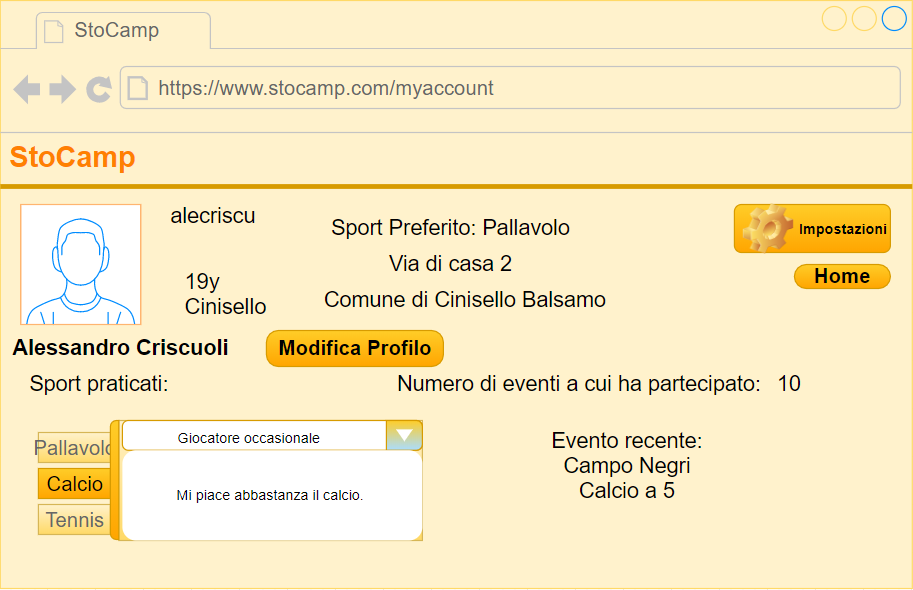 StoCamp
https://www.stocamp.com/myaccount
StoCamp
alecriscu
19y
Cinisello
Sport Preferito: Pallavolo
Via di casa 2
Comune di Cinisello Balsamo
Impostazioni
Home
Alessandro Criscuoli
Modifica Profilo
Sport praticati:
Numero di eventi a cui ha partecipato: 10
Pallavolo
Calcio
Tennis
Giocatore occasionale
Mi piace abbastanza il calcio.
Evento recente:
Campo Negri
Calcio a 5